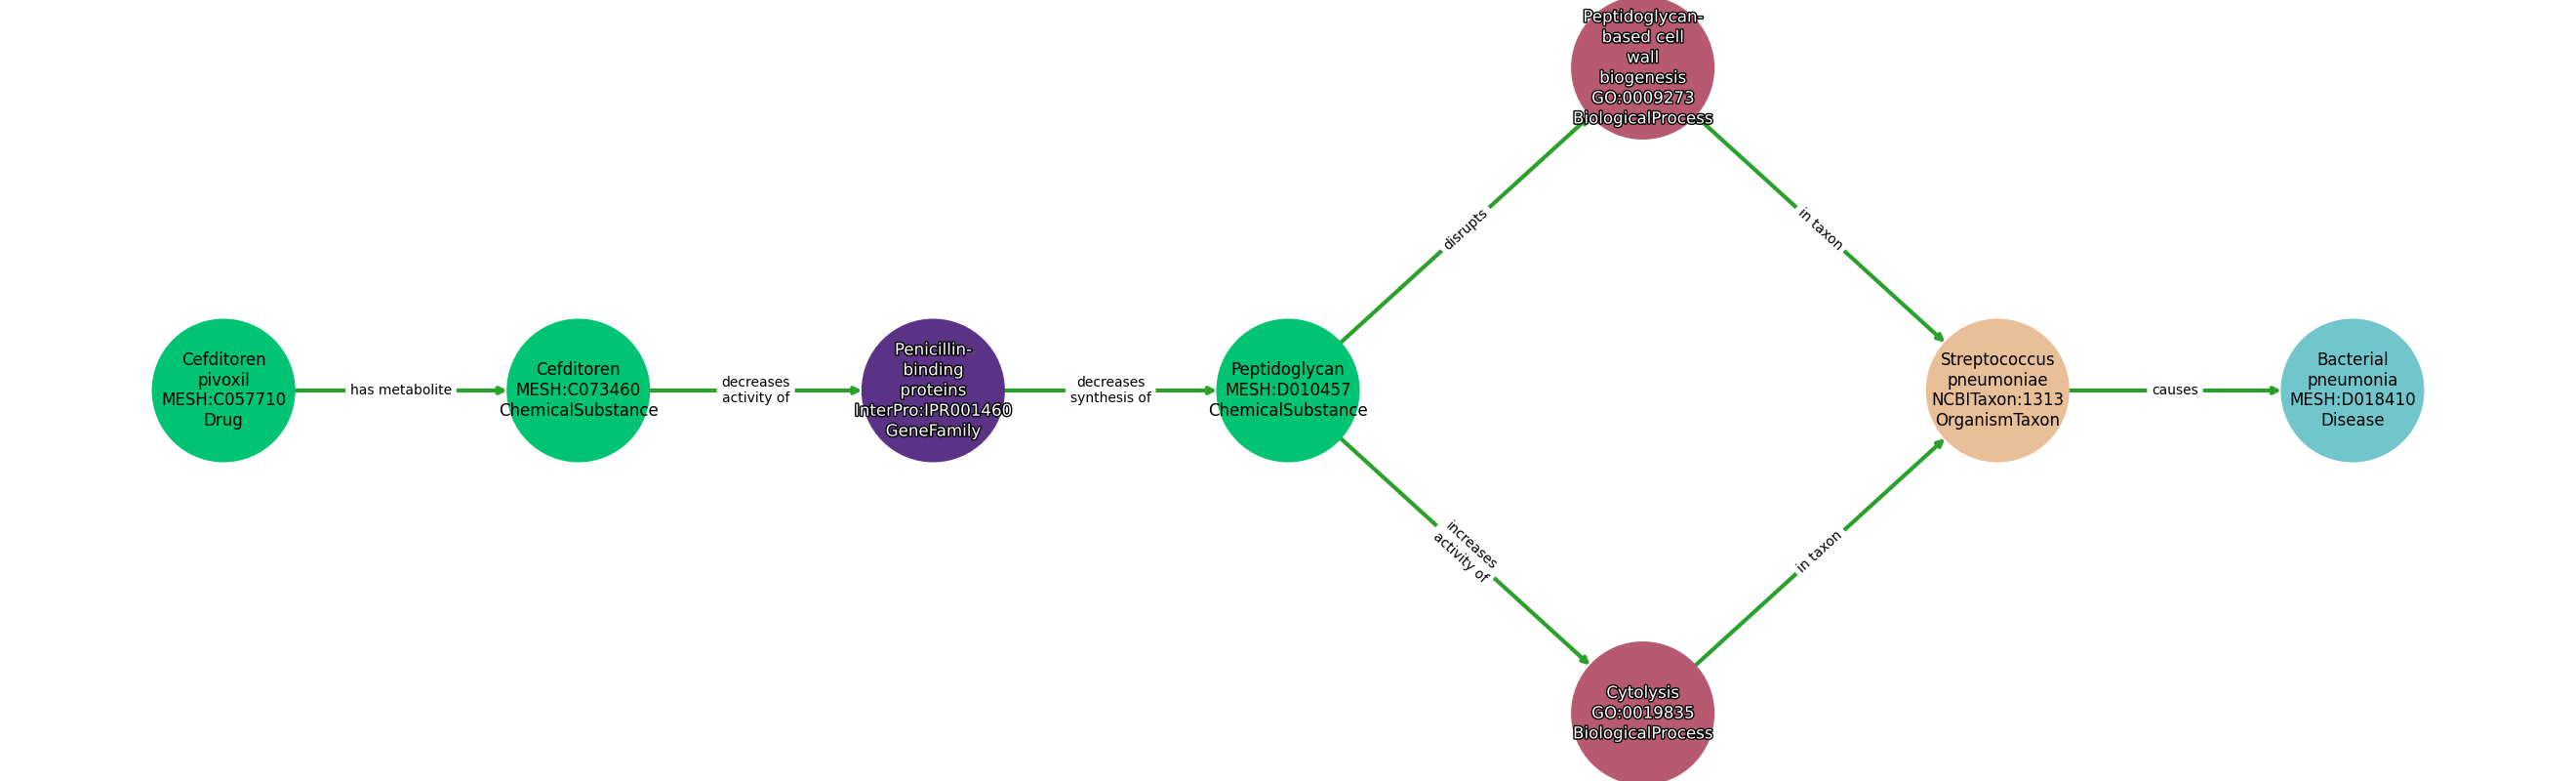 Cefditoren
pivoxil
MESH:C057710
Drug
has metabolite
Cefditoren
MESH:C073460
ChemicalSubstance
decreases
activity of
Penicillin-
binding
proteins
InterPro:IPR001460
GeneFamily
decreases
synthesis of
Peptidoglycan
MESH:D010457
ChemicalSubstance
disrupts
Peptidoglycan-
based cell
wall
biogenesis
GO:0009273
BiologicalProcess
in taxon
increases
activity of
Cytolysis
GO:0019835
BiologicalProcess
in taxon
Streptococcus
pneumoniae
NCBITaxon:1313
OrganismTaxon
causes
Bacterial
pneumonia
MESH:D018410
Disease